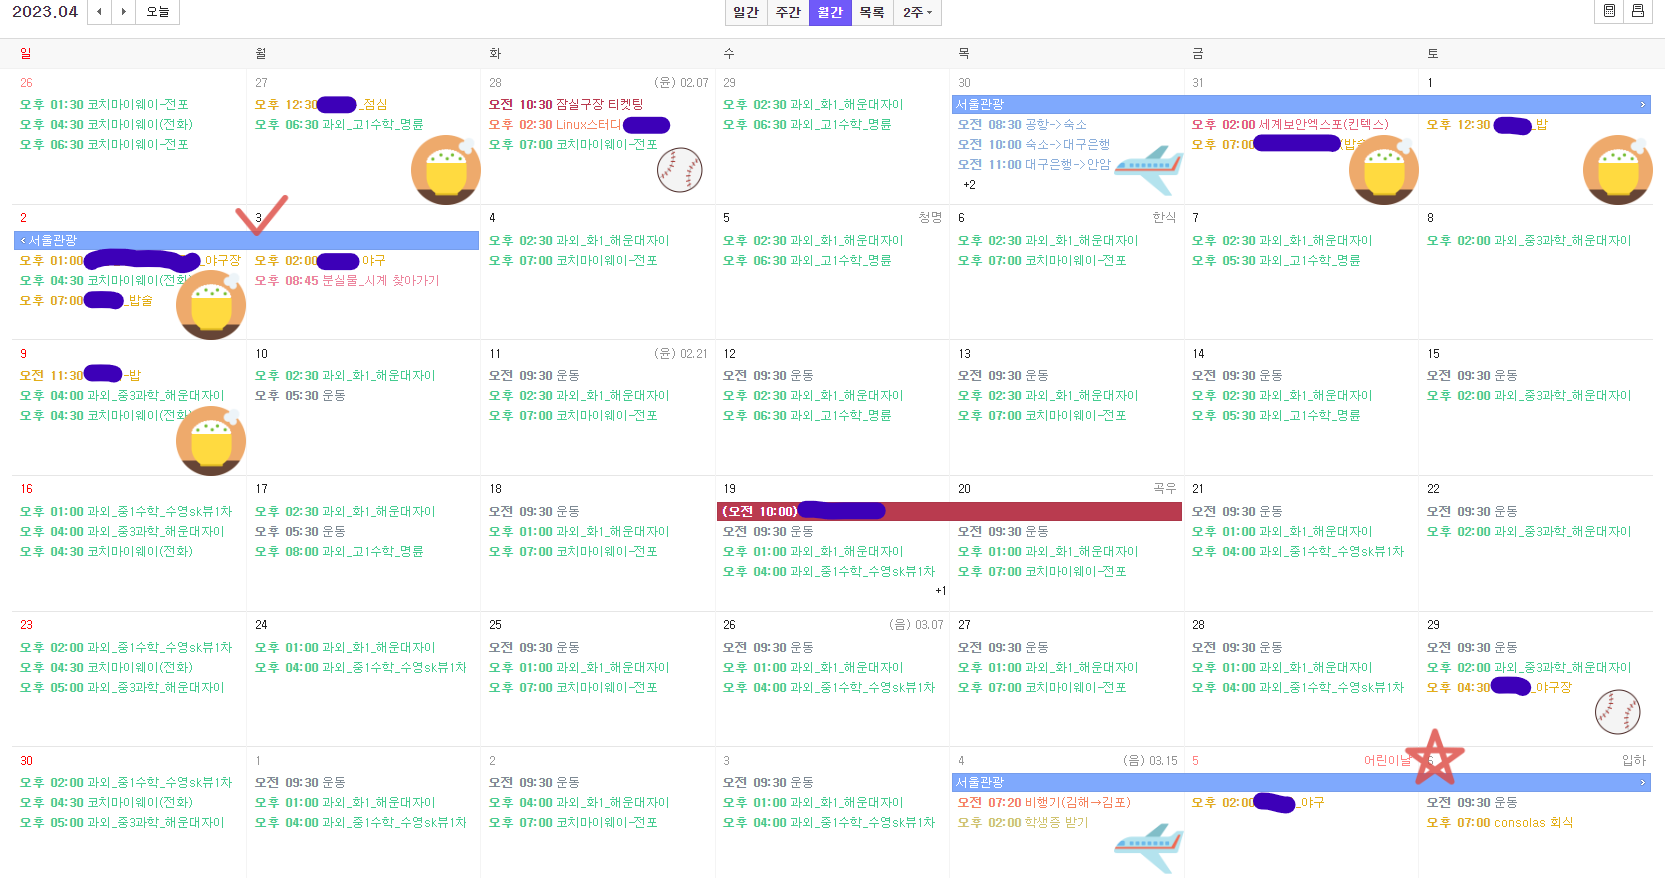 2023.04 오늘 일간 주간 월간 목록 2주
일 월 화 수 목 금 토
26
오후 01:30 코치마이웨이-전포
오후 04:30 코치마이웨이(전화)
오후 06:30 코치마이웨이-전포
27
오후 12:30 _점심
오후 06:30 과외_고1수학_명륜
28 (윤) 02.07
오전 10:30 잠실구장 티켓팅
오후 02:30 Linux스터디
오후 07:00 코치마이웨이-전포
29
오후 02:30 과외_화1_해운대자이
오후 06:30 과외_고1수학_명륜
30
서울관광
오전 08:30 공항->숙소
오전 10:00 숙소->대구은행
오전 11:00 대구은행->안암
+2
31
오후 02:00 세계보안엑스포(킨텍스)
오후 07:00 (밥술
1
오후 12:30 _밥
2
서울관광
오후 01:00 _야구장
오후 04:30 코치마이웨이(전화)
오후 07:00 _밥술
3
오후 02:00 야구
오후 08:45 분실물_시계 찾아가기
4
오후 02:30 과외_화1_해운대자이
오후 07:00 코치마이웨이-전포
5 청명
오후 02:30 과외_화1_해운대자이
오후 06:30 과외_고1수학_명륜
6 한식
오후 02:30 과외_화1_해운대자이
오후 07:00 코치마이웨이-전포
7
오후 02:30 과외_화1_해운대자이
오후 05:30 과외_고1수학_명륜
8
오후 02:00 과외_중3과학_해운대자이
9
오전 11:30 -밥
오후 04:00 과외_중3과학_해운대자이
오후 04:30 코치마이웨이(전화)
10
오후 02:30 과외_화1_해운대자이
오후 05:30 운동
11 (윤) 02.21
오전 09:30 운동
오후 02:30 과외_화1_해운대자이
오후 07:00 코치마이웨이-전포
12
오전 09:30 운동
오후 02:30 과외_화1_해운대자이
오후 06:30 과외_고1수학_명륜
13
오전 09:30 운동
오후 02:30 과외_화1_해운대자이
오후 07:00 코치마이웨이-전포
14
오전 09:30 운동
오후 02:30 과외_화1_해운대자이
오후 05:30 과외_고1수학_명륜
15
오전 09:30 운동
오후 02:00 과외_중3과학_해운대자이
16
오후 01:00 과외_중1수학_수영sk뷰1차
오후 04:00 과외_중3과학_해운대자이
오후 04:30 코치마이웨이(전화)
17
오후 02:30 과외_화1_해운대자이
오후 05:30 운동
오후 08:00 과외_고1수학_명륜
18
오전 09:30 운동
오후 01:00 과외_화1_해운대자이
오후 07:00 코치마이웨이-전포
19
(오전 10:00)
오전 09:30 운동
오후 01:00 과외_화1_해운대자이
오후 04:00 과외_중1수학_수영sk뷰1차
+1
20 곡우
오전 09:30 운동
오후 01:00 과외_화1_해운대자이
오후 07:00 코치마이웨이-전포
21
오전 09:30 운동
오후 01:00 과외_화1_해운대자이
오후 04:00 과외_중1수학_수영sk뷰1차
22
오전 09:30 운동
오후 02:00 과외_중3과학_해운대자이
23
오후 02:00 과외_중1수학_수영sk뷰1차
오후 04:30 코치마이웨이(전화)
오후 05:00 과외_중3과학_해운대자이
24
오후 01:00 과외_화1_해운대자이
오후 04:00 과외_중1수학_수영sk뷰1차
25
오전 09:30 운동
오후 01:00 과외_화1_해운대자이
오후 07:00 코치마이웨이-전포
26 (음) 03.07
오전 09:30 운동
오후 01:00 과외_화1_해운대자이
오후 04:00 과외_중1수학_수영sk뷰1차
27
오전 09:30 운동
오후 01:00 과외_화1_해운대자이
오후 07:00 코치마이웨이-전포
28
오전 09:30 운동
오후 01:00 과외_화1_해운대자이
오후 04:00 과외_중1수학_수영sk뷰1차
29
오전 09:30 운동
오후 02:00 과외_중3과학_해운대자이
오후 04:30 _야구장
30
오후 02:00 과외_중1수학_수영sk뷰1차
오후 04:30 코치마이웨이(전화)
오후 05:00 과외_중3과학_해운대자이
1
오전 09:30 운동
오후 01:00 과외_화1_해운대자이
오후 04:00 과외_중1수학_수영sk뷰1차
2
오전 09:30 운동
오후 04:00 과외_화1_해운대자이
오후 07:00 코치마이웨이-전포
3
오전 09:30 운동
오후 01:00 과외_화1_해운대자이
오후 04:00 과외_중1수학_수영sk뷰1차
4 (음) 03.15
서울관광
오전 07:20 비행기(김해→김포)
오후 02:00 학생증 받기
5 어린이날
오후 02:00 _야구
6 입하
오전 09:30 운동
오후 07:00 consolas 회식